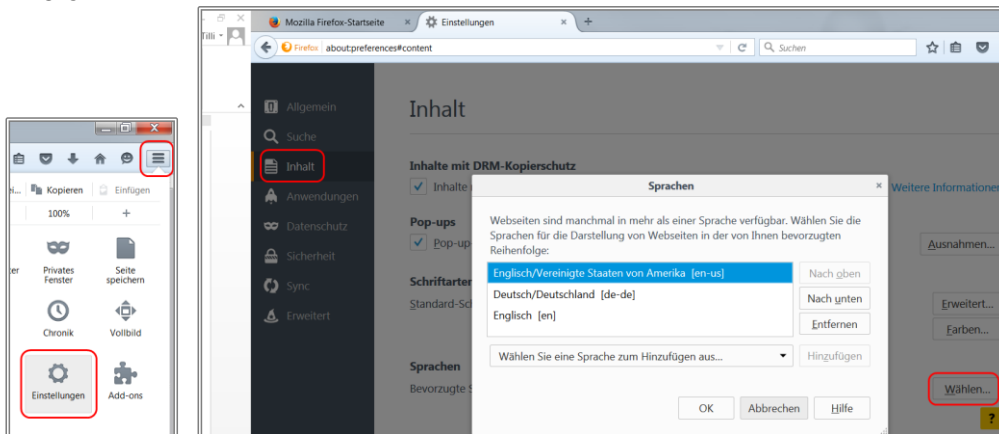 Tilli
Mozilla Firefox-Startseite
Einstellungen
Firefox
about:preferences#content
Suchen
Kopieren
Einfügen
100%
Privates
Fenster
Seite
speichern
Chronik
Vollbild
Einstellungen
Add-ons
Allgemein
Suche
Inhalt
Anwendungen
Datenschutz
Sicherheit
Sync
Erweitert
Inhalt
Inhalte mit DRM-Kopierschutz
Inhalte
Weitere Informationen
Pop-ups
Pop-up
Ausnahmen...
Schriftarten
Standard-Sc
Erweitert...
Farben...
Sprachen
Bevorzugte S
Wählen...
?
Sprachen
Webseiten sind manchmal in mehr als einer Sprache verfügbar. Wählen Sie die
Sprachen für die Darstellung von Webseiten in der von Ihnen bevorzugten
Reihenfolge:
Englisch/Vereinigte Staaten von Amerika [en-us]
Deutsch/Deutschland [de-de]
Englisch [en]
Nach oben
Nach unten
Entfernen
Wählen Sie eine Sprache zum Hinzufügen aus...
Hinzufügen
OK
Abbrechen
Hilfe